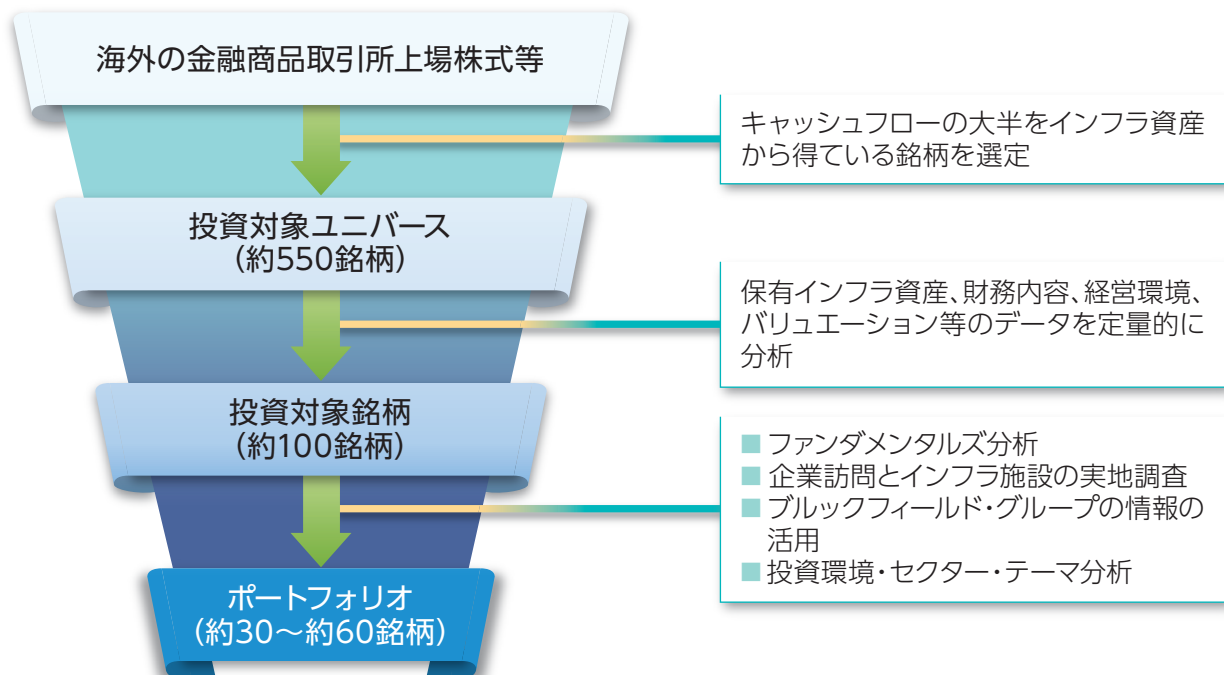 海外の金融商品取引所上場株式等
キャッシュフローの大半をインフラ資産
から得ている銘柄を選定
投資対象ユニバース
(約550銘柄)
保有インフラ資産、財務内容、経営環境、
バリュエーション等のデータを定量的に
分析
投資対象銘柄
(約100銘柄)
■ ファンダメンタルズ分析
■ 企業訪問とインフラ施設の実地調査
■ ブルックフィールド・グループの情報の
活用
■ 投資環境・セクター・テーマ分析
ポートフォリオ
(約30～約60銘柄)